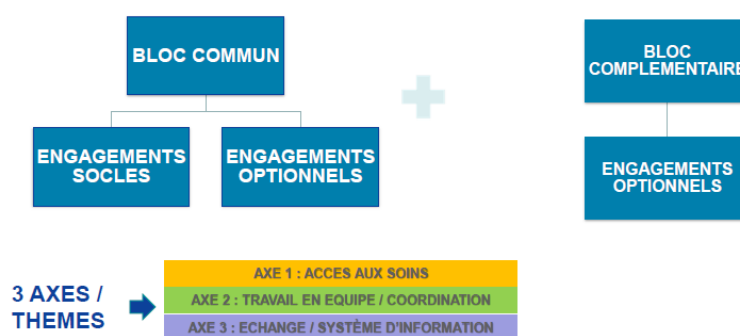 BLOC COMMUN
BLOC
COMPLEMENTAIRE
ENGAGEMENTS
SOCLES
ENGAGEMENTS
OPTIONNELS
ENGAGEMENTS
OPTIONNELS
3 AXES /
THEMES
AXE 1 : ACCES AUX SOINS
AXE 2 : TRAVAIL EN EQUIPE / COORDINATION
AXE 3 : ECHANGE / SYSTÈME D'INFORMATION